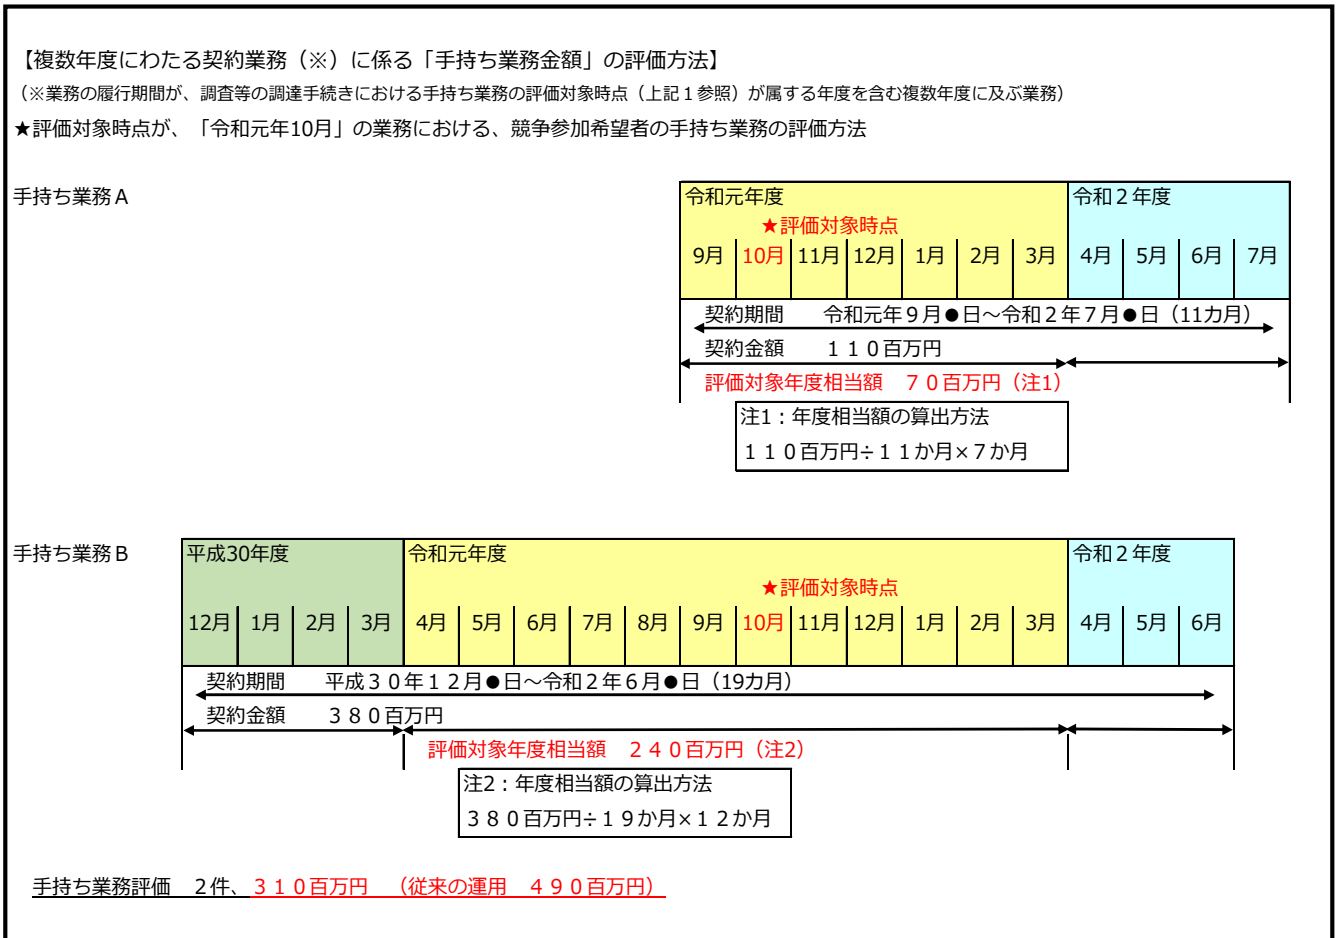 【複数年度にわたる契約業務（※）に係る「手持ち業務金額」の評価方法】
（※業務の履行期間が、調査等の調達手続きにおける手持ち業務の評価対象時点（上記１参照）が属する年度を含む複数年度に及ぶ業務）
★評価対象時点が、「令和元年10月」の業務における、競争参加希望者の手持ち業務の評価方法
手持ち業務Ａ
令和元年度 令和２年度
★評価対象時点
9月 10月 11月 12月 1月 2月 3月 4月 5月 6月 7月
契約期間　　令和元年９月●日～令和２年７月●日（11カ月）
契約金額　　１１０百万円
評価対象年度相当額　７０百万円（注1）
注1：年度相当額の算出方法
１１０百万円÷１１か月×７か月
手持ち業務Ｂ
平成30年度 令和元年度 令和２年度
★評価対象時点
12月 1月 2月 3月 4月 5月 6月 7月 8月 9月 10月 11月 12月 1月 2月 3月 4月 5月 6月
契約期間　　平成３０年１２月●日～令和２年６月●日（19カ月）
契約金額　　３８０百万円
評価対象年度相当額　２４０百万円（注2）
注2：年度相当額の算出方法
３８０百万円÷１９か月×１２か月
手持ち業務評価　２件、３１０百万円　（従来の運用　４９０百万円）